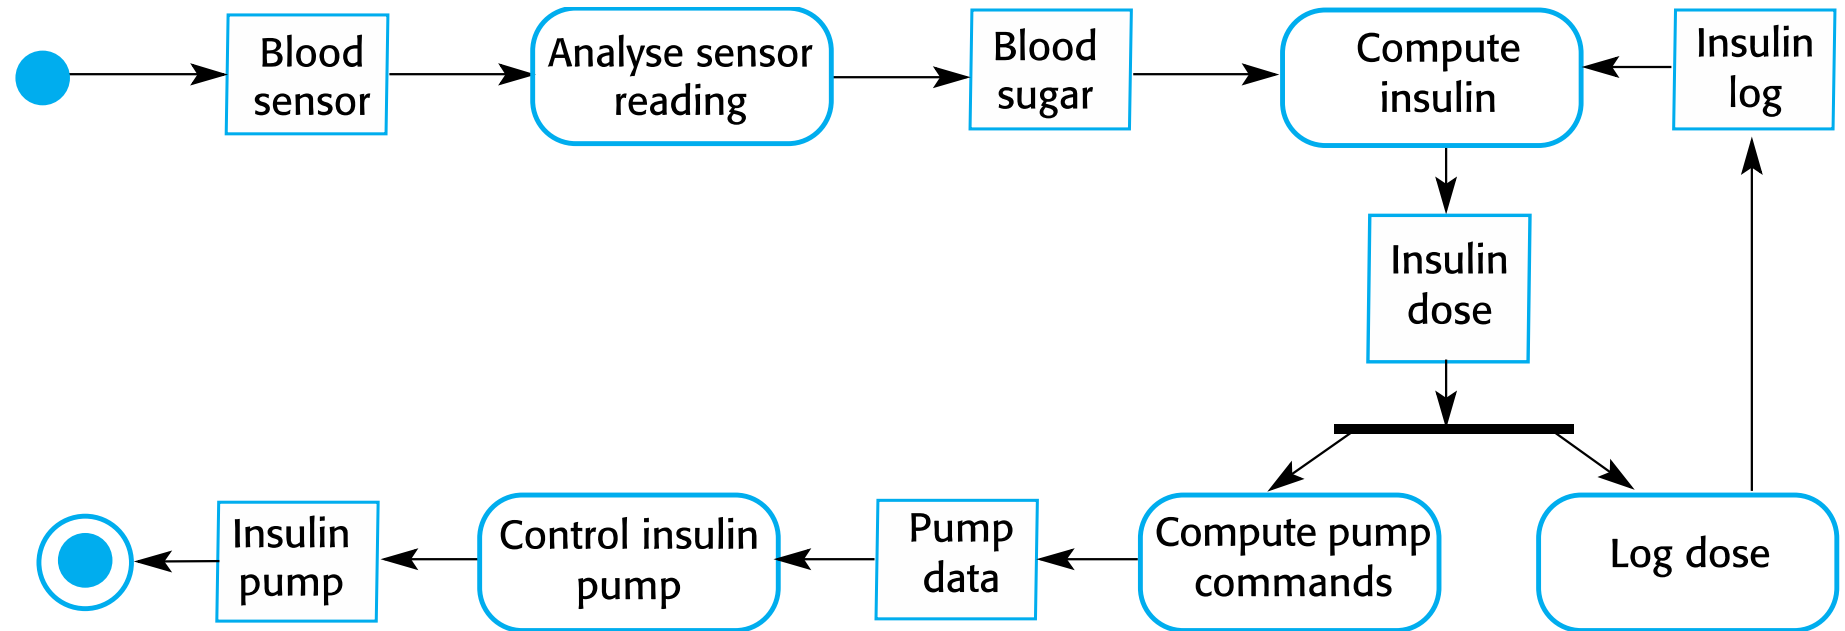 Blood
sensor
Analyse sensor
reading
Blood
sugar
Compute
insulin
Insulin
log
Insulin
dose
Insulin
pump
Control insulin
pump
Pump
data
Compute pump
commands
Log dose